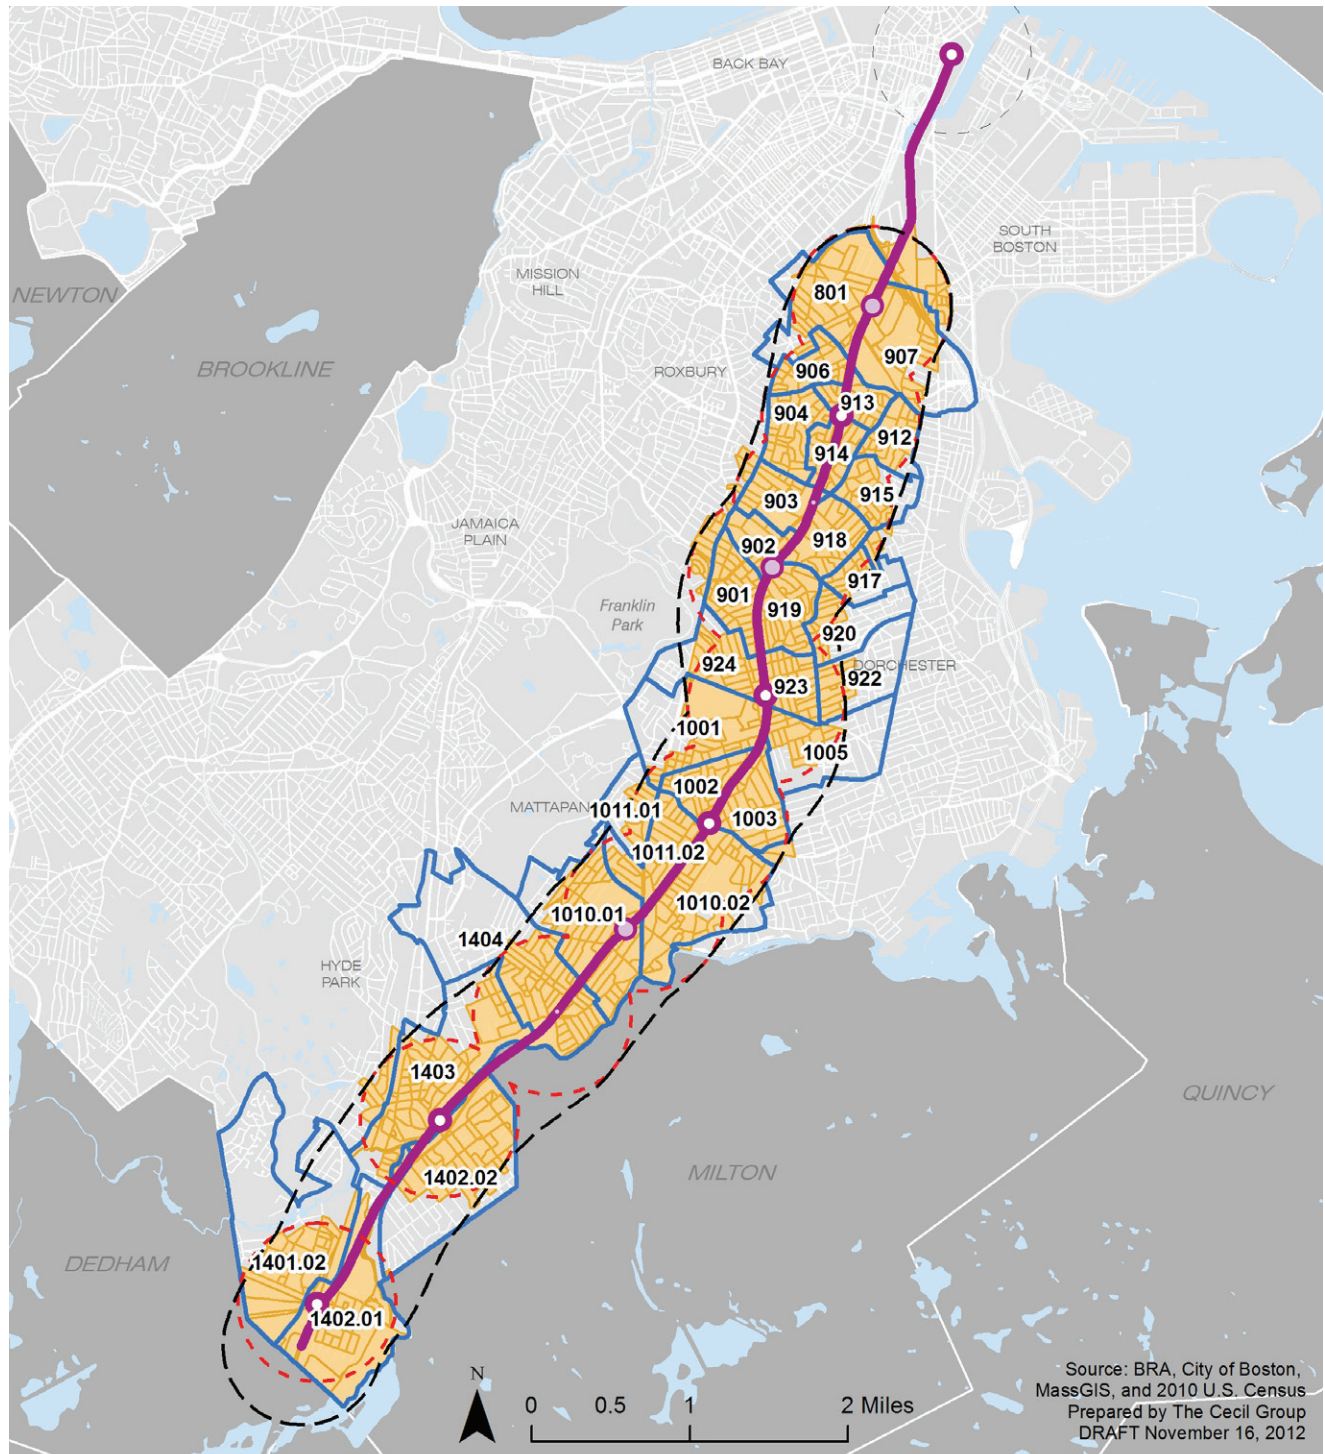 BACK BAY
SOUTH
BOSTON
MISSION
HILL
NEWTON
801
BROOKLINE
907
ROXBURY
906
913
904
912
914
915
903
JAMAICA
PLAIN
902
918
917
901
Franklin
Park
919
920
924
DORCHESTER
922
923
1001
1005
1002
MATTAPAN
1011.01
1003
1011.02
1010.02
1010.01
1404
HYDE
PARK
1403
QUINCY
MILTON
1402.02
DEDHAM
1401.02
1402.01
N
0 0.5 1 2 Miles
Source: BRA, City of Boston,
MassGIS, and 2010 U.S. Census
Prepared by The Cecil Group
DRAFT November 16, 2012